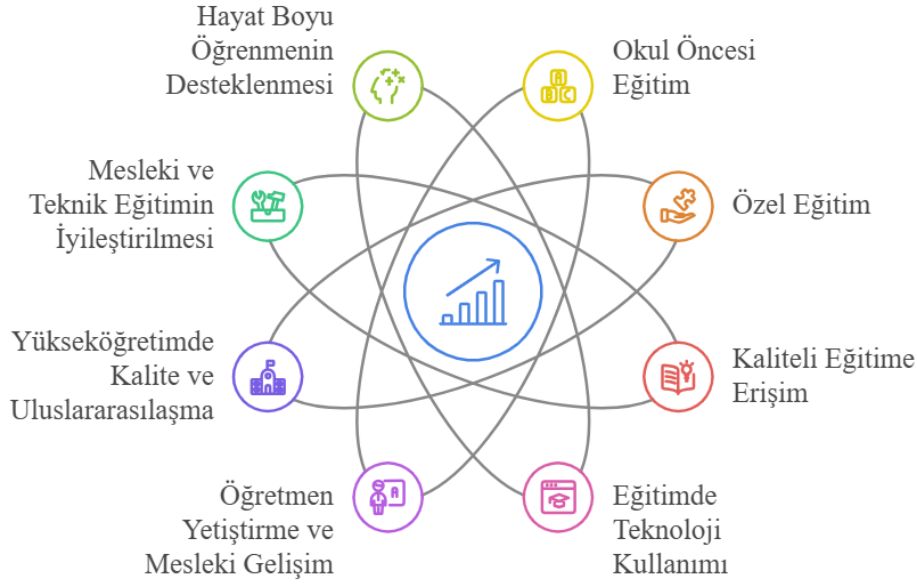 Hayat Boyu
Öğrenmenin
Desteklenmesi
Okul Öncesi
Eğitim
A
B C
Mesleki ve
Teknik Eğitimin
İyileştirilmesi
Özel Eğitim
Yükseköğretimde
Kalite ve
Uluslararasılaşma
Kaliteli Eğitime
Erişim
Öğretmen
Yetiştirme ve
Mesleki Gelişim
A
Eğitimde
Teknoloji
Kullanımı